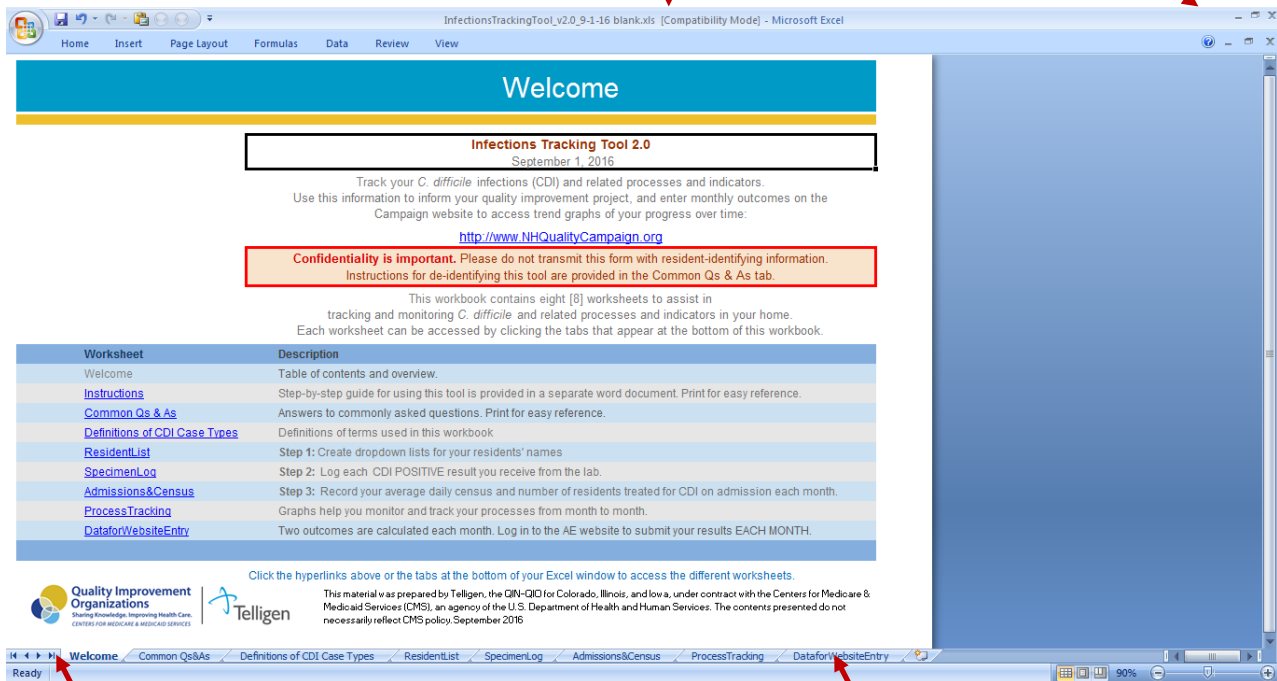 InfectionsTrackingTool_v2.0_9-1-16 blank.xls [Compatibility Mode] - Microsoft Excel
Home Insert Page Layout Formulas Data Review View
Welcome
Infections Tracking Tool 2.0
September 1, 2016
Track your C. difficile infections (CDI) and related processes and indicators.
Use this information to inform your quality improvement project, and enter monthly outcomes on the
Campaign website to access trend graphs of your progress over time:
http://www.NHQualityCampaign.org
Confidentiality is important. Please do not transmit this form with resident-identifying information.
Instructions for de-identifying this tool are provided in the Common Qs & As tab.
This workbook contains eight [8] worksheets to assist in
tracking and monitoring C. difficile and related processes and indicators in your home.
Each worksheet can be accessed by clicking the tabs that appear at the bottom of this workbook.
Worksheet Description
Welcome Table of contents and overview.
Instructions Step-by-step guide for using this tool is provided in a separate word document. Print for easy reference.
Common Qs & As Answers to commonly asked questions. Print for easy reference.
Definitions of CDI Case Types Definitions of terms used in this workbook
ResidentList Step 1: Create dropdown lists for your residents' names
SpecimenLog Step 2: Log each CDI POSITIVE result you receive from the lab.
Admissions&Census Step 3: Record your average daily census and number of residents treated for CDI on admission each month.
ProcessTracking Graphs help you monitor and track your processes from month to month.
DataforWebsiteEntry Two outcomes are calculated each month. Log in to the AE website to submit your results EACH MONTH.
Click the hyperlinks above or the tabs at the bottom of your Excel window to access the different worksheets.
Quality Improvement
Organizations
Sharing Knowledge. Improving Health Care.
CENTERS FOR MEDICARE & MEDICAID SERVICES
Telligen
This material was prepared by Telligen, the QIN-QIO for Colorado, Illinois, and Iowa, under contract with the Centers for Medicare &
Medicaid Services (CMS), an agency of the U.S. Department of Health and Human Services. The contents presented do not
necessarily reflect CMS policy. September 2016
Welcome Common Qs&As Definitions of CDI Case Types ResidentList SpecimenLog Admissions&Census ProcessTracking DataforWebsiteEntry
Ready 90%